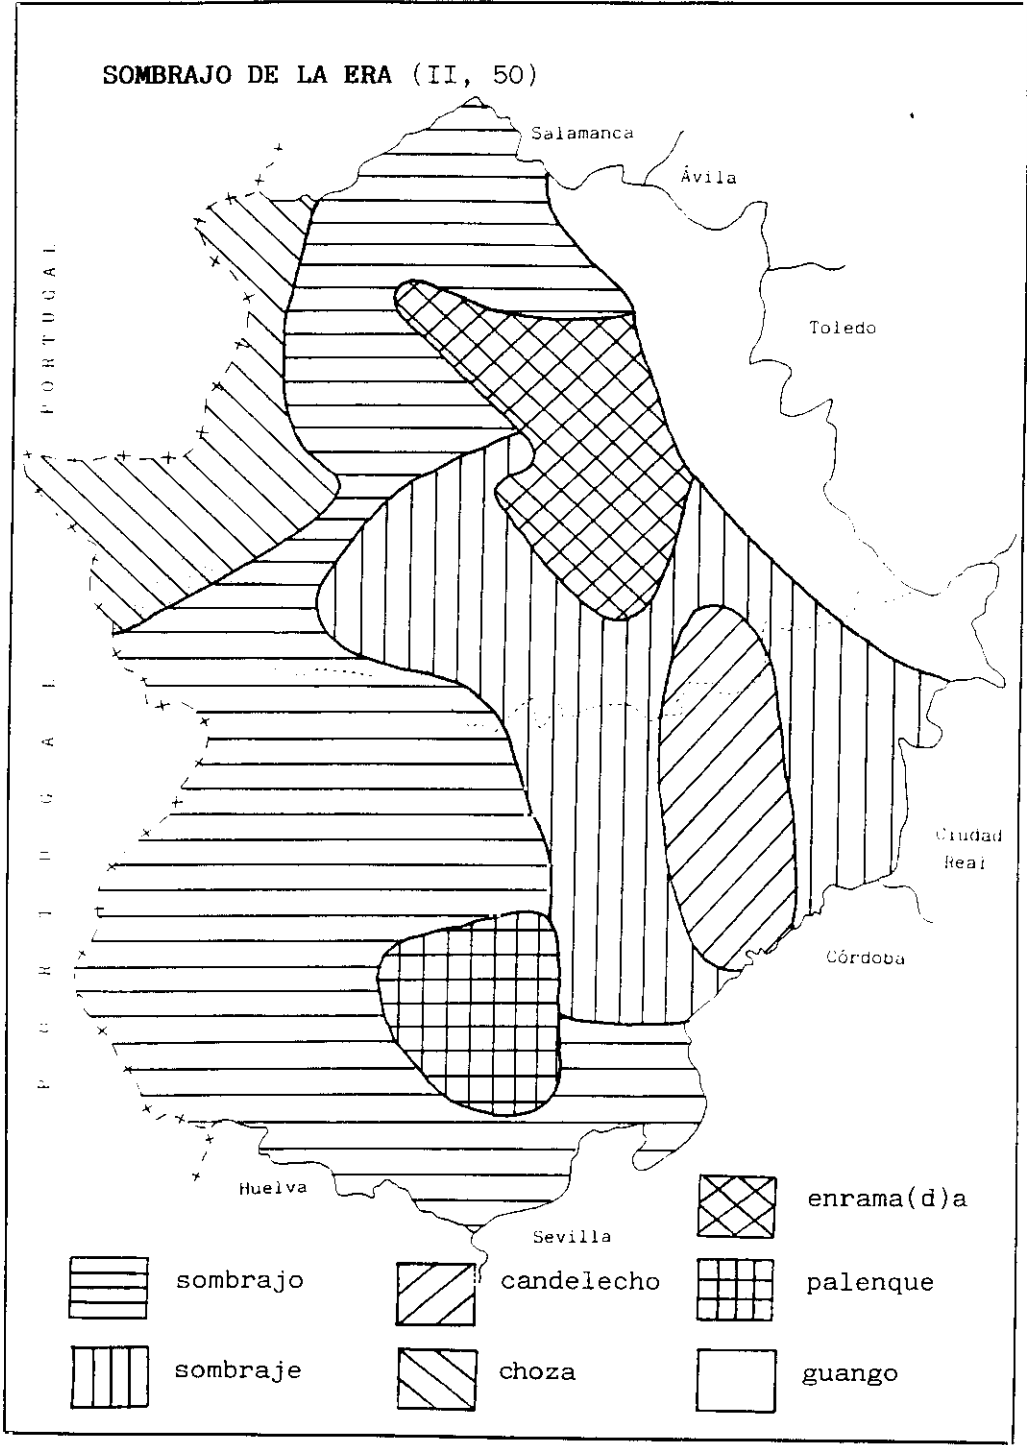 SOMBRAJO DE LA ERA (II, 50)
Salamanca
Ávila
PORTUGAL
Toledo
PORTUGAL
Ciudad
Real
Córdoba
Huelva
Sevilla
enrama(d)a
sombrajo
candelecho
palenque
sombraje
choza
guango